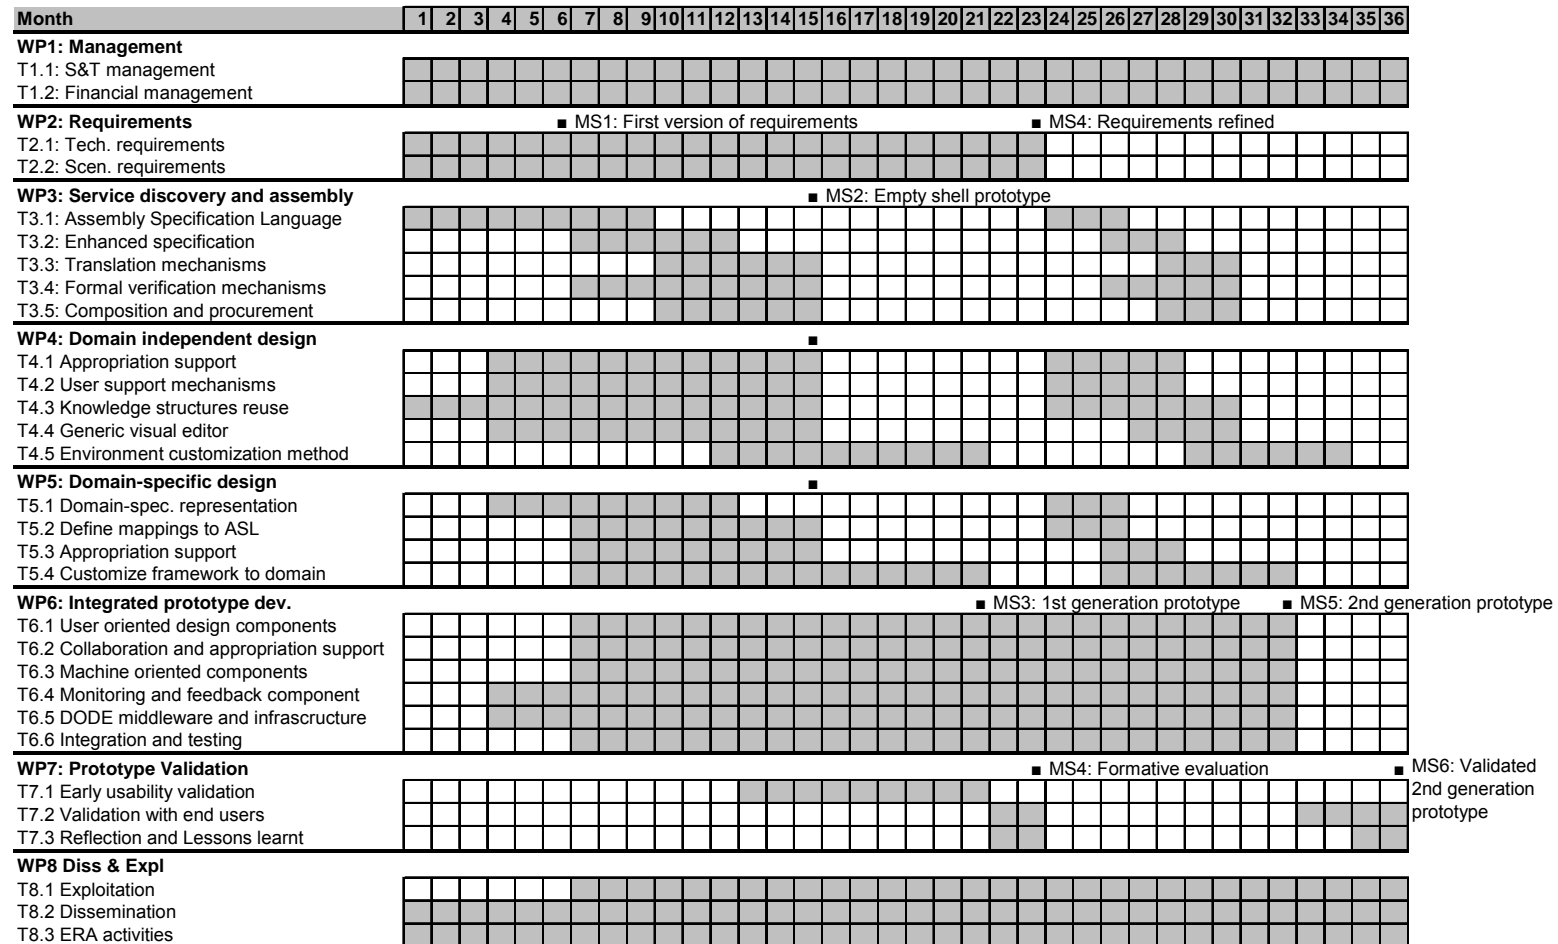 Month 1 2 3 4 5 6 7 8 9 10 11 12 13 14 15 16 17 18 19 20 21 22 23 24 25 26 27 28 29 30 31 32 33 34 35 36
WP1: Management
T1.1: S&T management
T1.2: Financial management
WP2: Requirements ■ MS1: First version of requirements ■ MS4: Requirements refined
T2.1: Tech. requirements
T2.2: Scen. requirements
WP3: Service discovery and assembly ■ MS2: Empty shell prototype
T3.1: Assembly Specification Language
T3.2: Enhanced specification
T3.3: Translation mechanisms
T3.4: Formal verification mechanisms
T3.5: Composition and procurement
WP4: Domain independent design ■
T4.1 Appropriation support
T4.2 User support mechanisms
T4.3 Knowledge structures reuse
T4.4 Generic visual editor
T4.5 Environment customization method
WP5: Domain-specific design ■
T5.1 Domain-spec. representation
T5.2 Define mappings to ASL
T5.3 Appropriation support
T5.4 Customize framework to domain
WP6: Integrated prototype dev. ■ MS3: 1st generation prototype ■ MS5: 2nd generation prototype
T6.1 User oriented design components
T6.2 Collaboration and appropriation support
T6.3 Machine oriented components
T6.4 Monitoring and feedback component
T6.5 DODE middleware and infrascructure
T6.6 Integration and testing
WP7: Prototype Validation ■ MS4: Formative evaluation ■ MS6: Validated
T7.1 Early usability validation 2nd generation
T7.2 Validation with end users prototype
T7.3 Reflection and Lessons learnt
WP8 Diss & Expl
T8.1 Exploitation
T8.2 Dissemination
T8.3 ERA activities